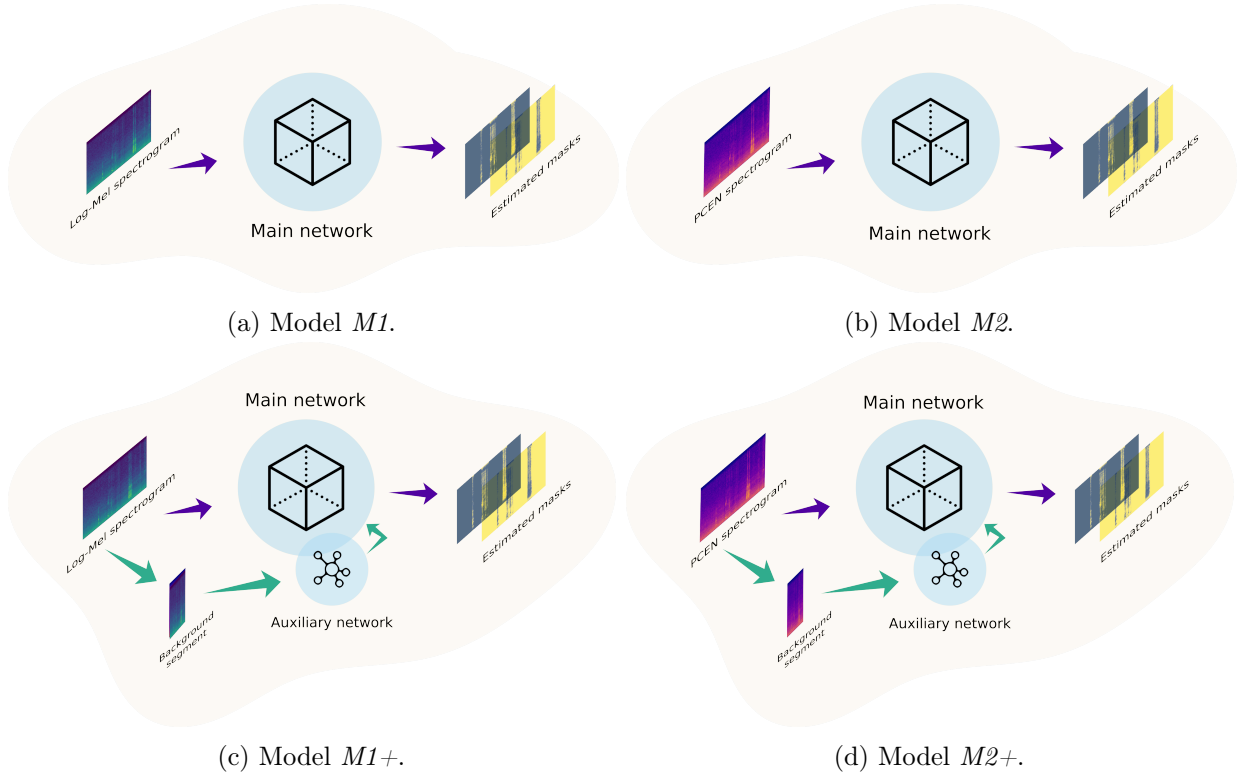 Log-Mel spectrogram
Main network
Estimated masks
(a) Model M1.
PCEN spectrogram
Main network
Estimated masks
(b) Model M2.
Main network
Log-Mel spectrogram
Estimated masks
Background
segment
Auxiliary network
(c) Model M1+.
Main network
PCEN spectrogram
Estimated masks
Background
segment
Auxiliary network
(d) Model M2+.